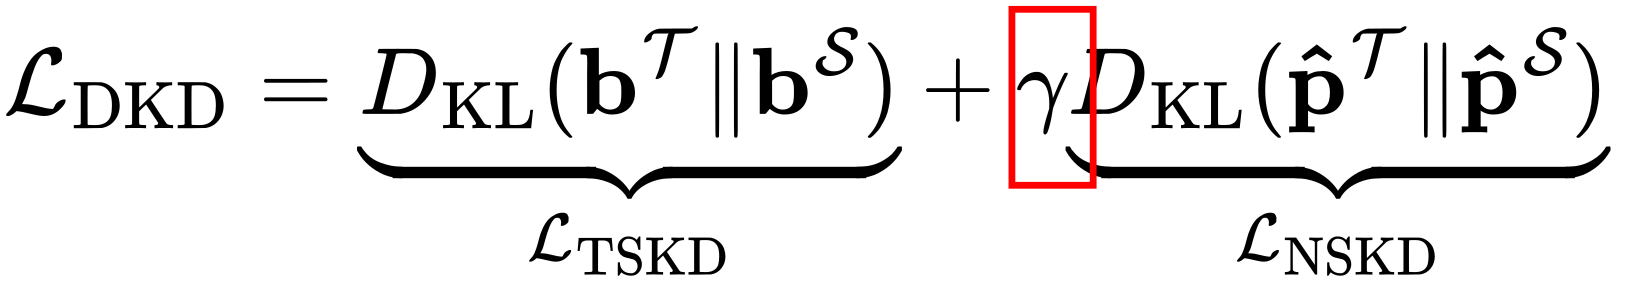 ℒ_DKD = D_KL(𝐛^𝒯‖𝐛^𝒮) + γD_KL(𝐩̂^𝒯‖𝐩̂^𝒮)
ℒ_TSKD ℒ_NSKD